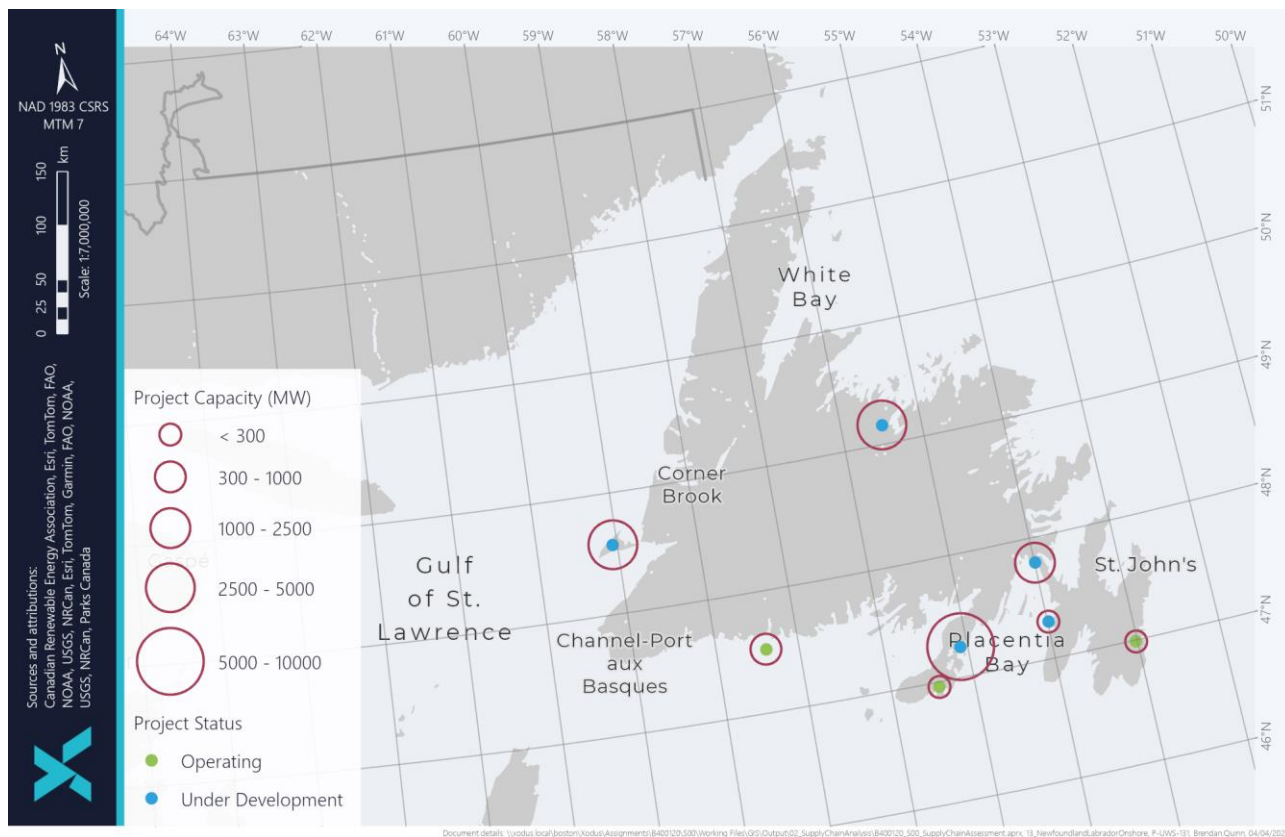 64°W 63°W 62°W 61°W 60°W 59°W 58°W 57°W 56°W 55°W 54°W 53°W 52°W 51°W 50°W
51°N
50°N
49°N
48°N
47°N
46°N
N
NAD 1983 CSRS
MTM 7
0 25 50 100 150
km
Scale: 1:7,000,000
Sources and attributions:
Canadian Renewable Energy Association, Esri, TomTom, FAO,
NOAA, USGS, NRCan, Esri, TomTom, Garmin, FAO, NOAA,
USGS, NRCan, Parks Canada
White
Bay
Corner
Brook
Gulf
of St.
Lawrence
Channel-Port
aux
Basques
St. John's
Placentia
Bay
Project Capacity (MW)
< 300
300 - 1000
1000 - 2500
Gaspé
2500 - 5000
5000 - 10000
Project Status
Operating
Under Development